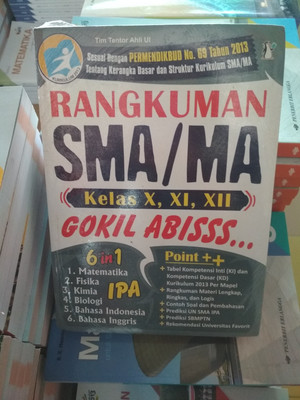 Tim Tentor Ahli UI
Sesuai dengan PERMENDIKBUD No. 69 Tahun 2013
Tentang Kerangka Dasar dan Struktur Kurikulum SMA/MA
RANGKUMAN
SMA/MA
Kelas X, XI, XII
GOKIL ABISSS...
6 in 1
1. Matematika
2. Fisika
3. Kimia
4. Biologi
5. Bahasa Indonesia
6. Bahasa Inggris
IPA
Point ++
Tabel Kompetensi Inti (KI) dan
Kompetensi Dasar (KD)
Kurikulum 2013 Per Mapel
Rangkuman Materi Lengkap,
Ringkas, dan Logis
Contoh Soal dan Pembahasan
Prediksi UN SMA IPA
Prediksi SBMPTN
Rekomendasi Universitas Favorit
MATEMATIKA